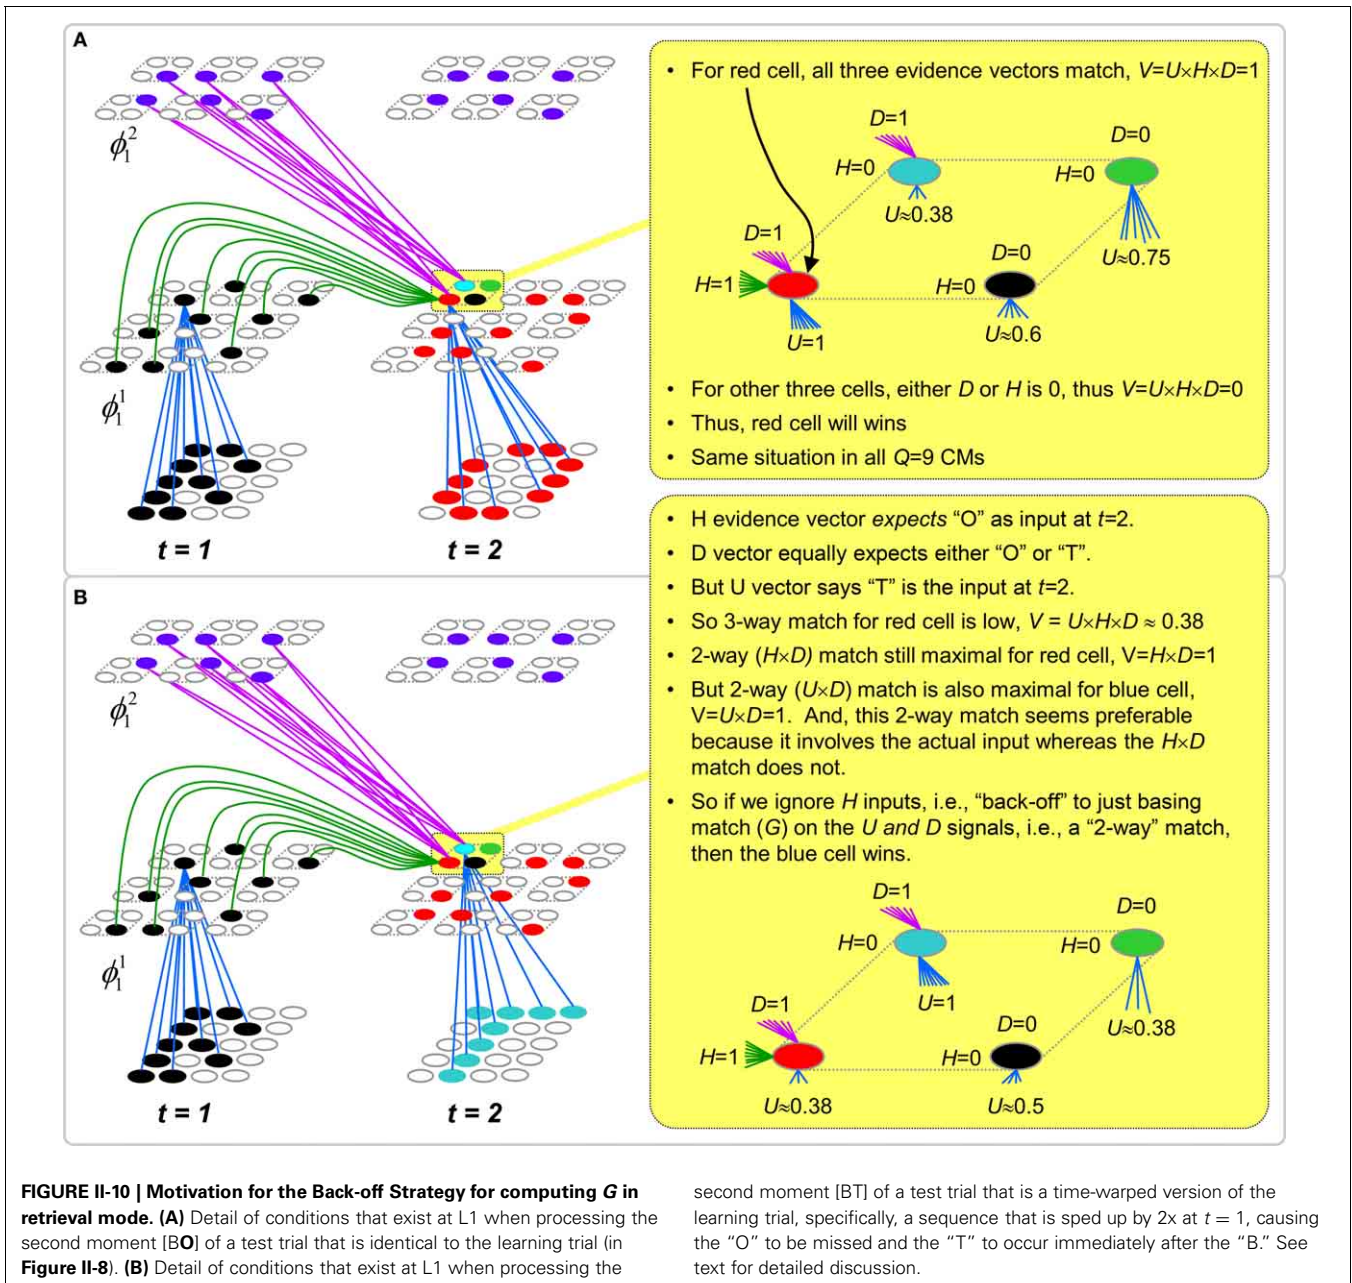 A
• For red cell, all three evidence vectors match, V=U×H×D=1
D=1
D=0
H=0
H=0
U≈0.38
D=1
D=0
U≈0.75
H=1
H=0
U=1
U≈0.6
• For other three cells, either D or H is 0, thus V=U×H×D=0
• Thus, red cell will wins
• Same situation in all Q=9 CMs
ϕ₁²
ϕ₁¹
t = 1
t = 2
B
• H evidence vector expects “O” as input at t=2.
• D vector equally expects either “O” or “T”.
• But U vector says “T” is the input at t=2.
• So 3-way match for red cell is low, V = U×H×D ≈ 0.38
• 2-way (H×D) match still maximal for red cell, V=H×D=1
• But 2-way (U×D) match is also maximal for blue cell,
V=U×D=1. And, this 2-way match seems preferable
because it involves the actual input whereas the H×D
match does not.
• So if we ignore H inputs, i.e., “back-off” to just basing
match (G) on the U and D signals, i.e., a “2-way” match,
then the blue cell wins.
D=1
D=0
H=0
H=0
U=1
D=1
D=0
U≈0.38
H=1
H=0
U≈0.38
U≈0.5
ϕ₁²
ϕ₁¹
t = 1
t = 2
FIGURE II-10 | Motivation for the Back-off Strategy for computing G in
retrieval mode. (A) Detail of conditions that exist at L1 when processing the
second moment [BO] of a test trial that is identical to the learning trial (in
Figure II-8). (B) Detail of conditions that exist at L1 when processing the
second moment [BT] of a test trial that is a time-warped version of the
learning trial, specifically, a sequence that is sped up by 2x at t = 1, causing
the “O” to be missed and the “T” to occur immediately after the “B.” See
text for detailed discussion.